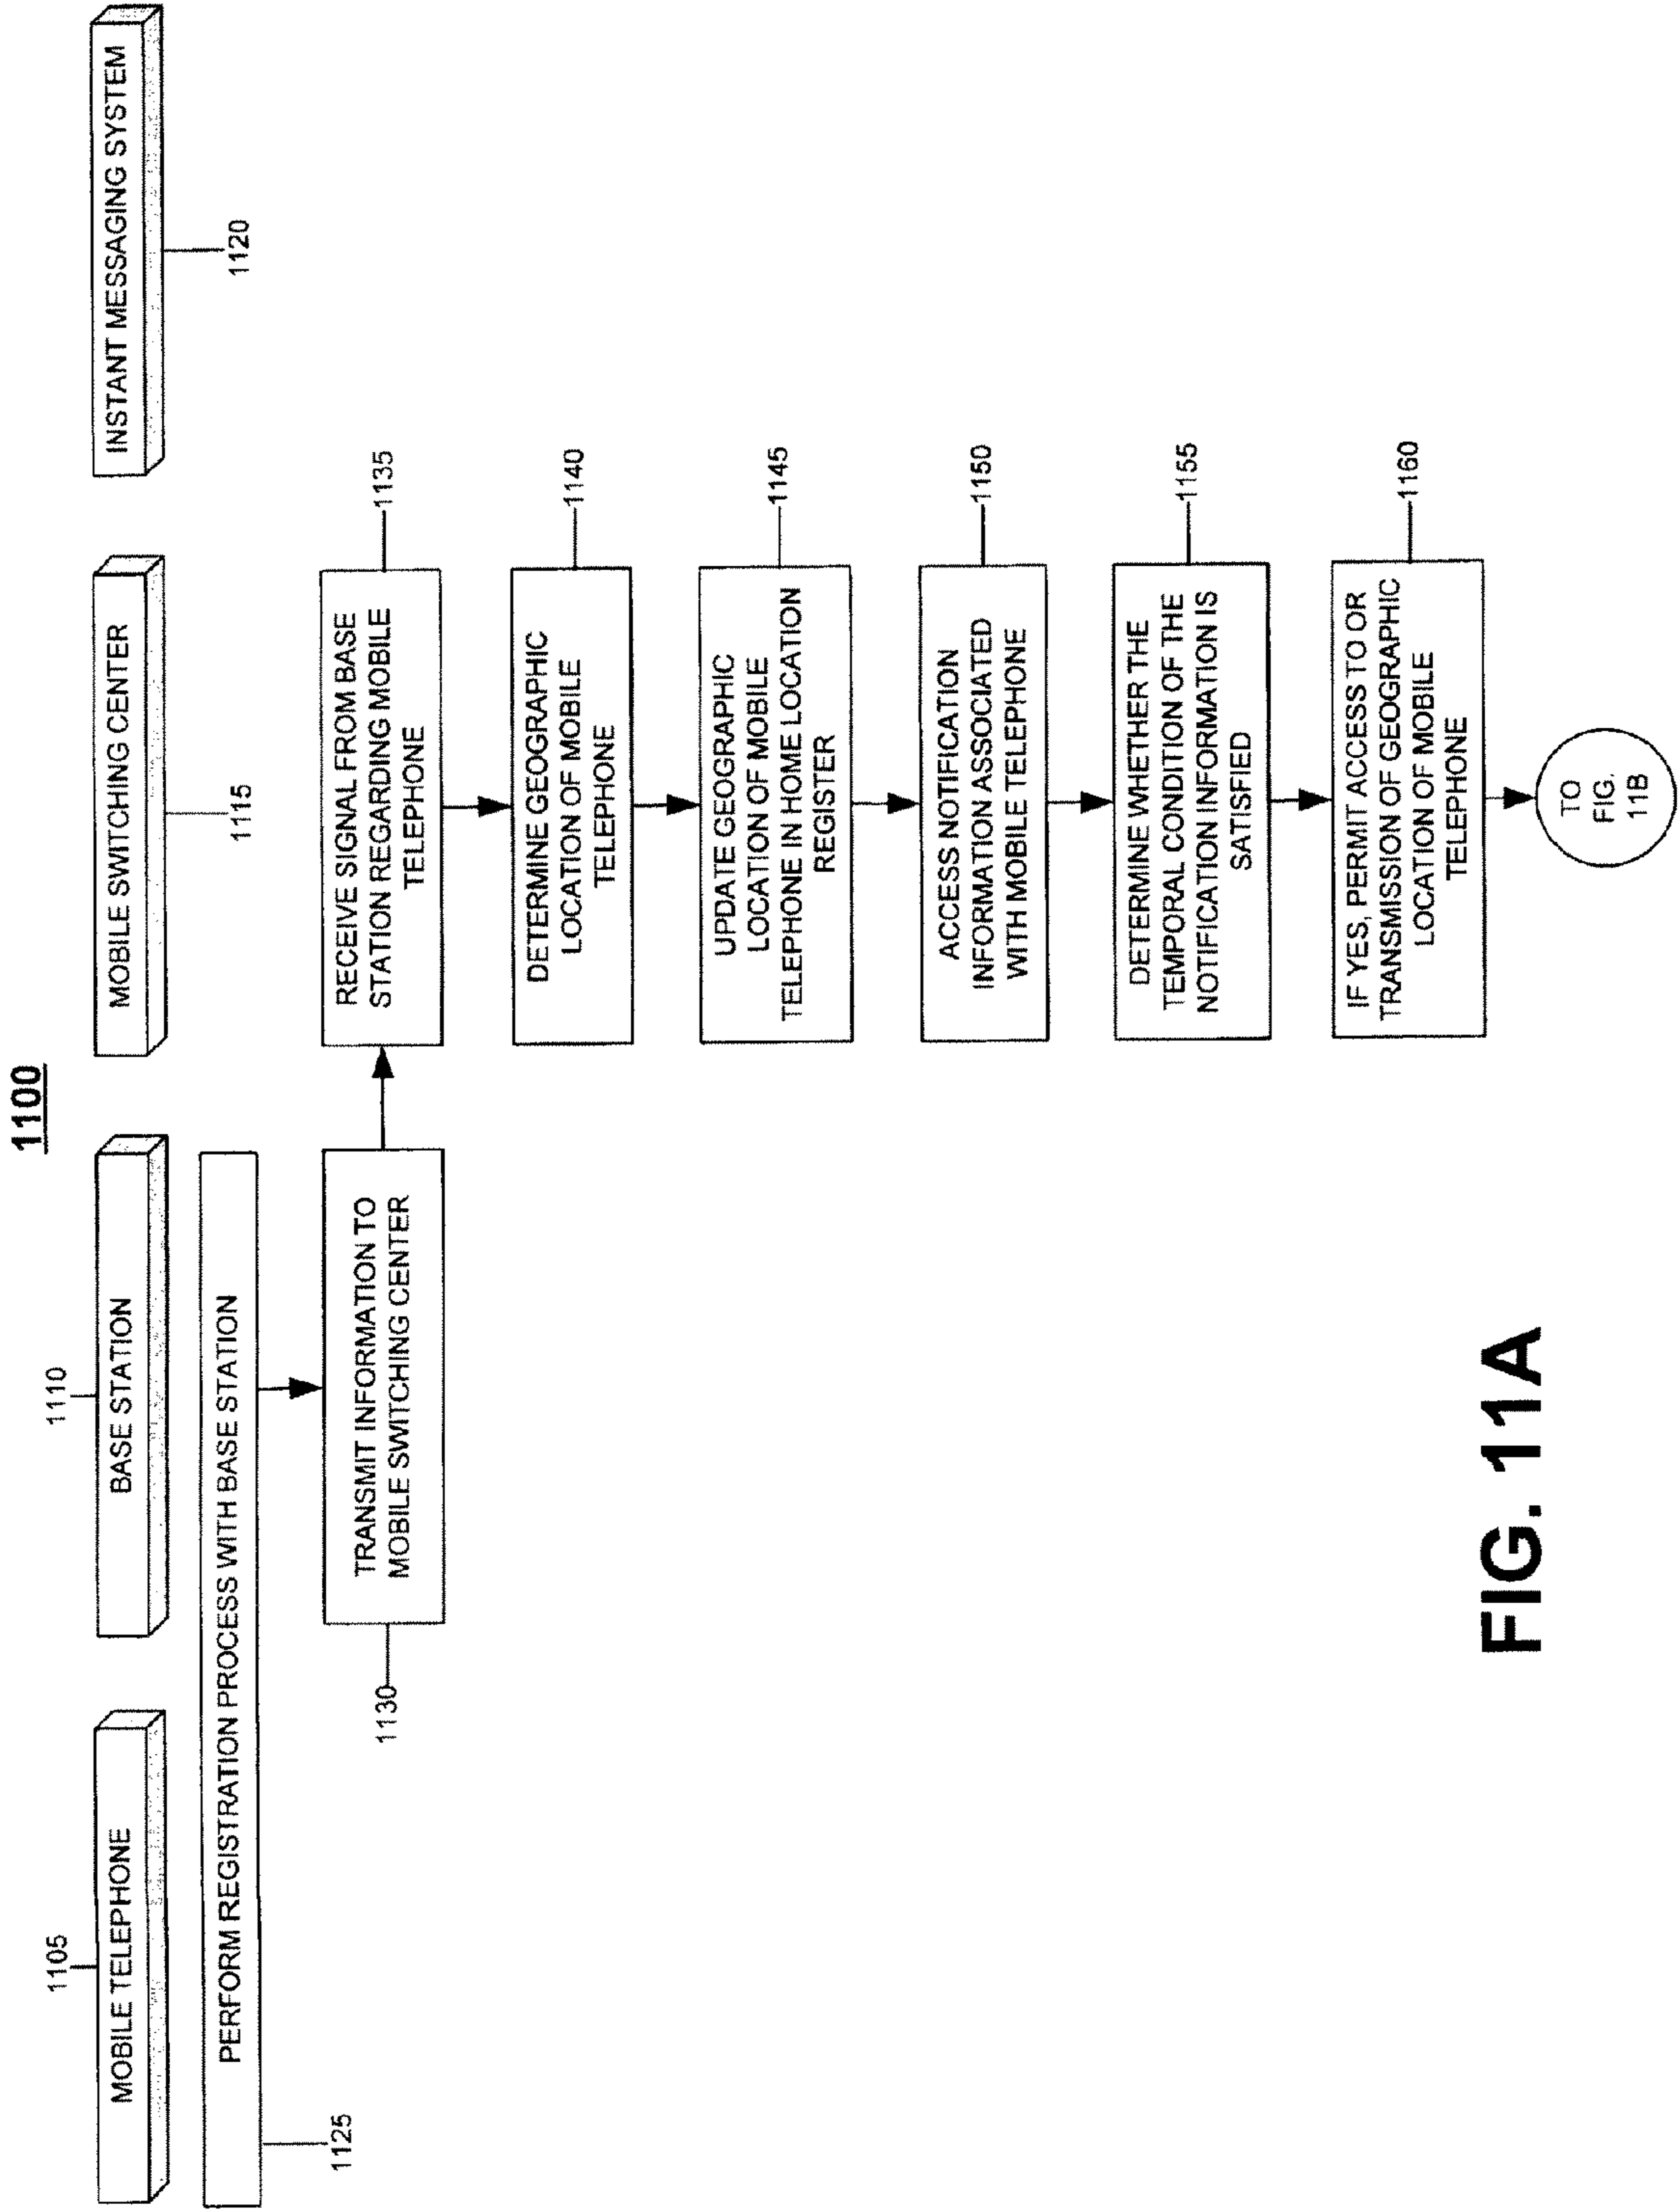 1100
1105
1110
MOBILE TELEPHONE
BASE STATION
MOBILE SWITCHING CENTER
INSTANT MESSAGING SYSTEM
1115
1120
PERFORM REGISTRATION PROCESS WITH BASE STATION
1125
TRANSMIT INFORMATION TO
MOBILE SWITCHING CENTER
1130
RECEIVE SIGNAL FROM BASE
STATION REGARDING MOBILE
TELEPHONE
1135
DETERMINE GEOGRAPHIC
LOCATION OF MOBILE
TELEPHONE
1140
UPDATE GEOGRAPHIC
LOCATION OF MOBILE
TELEPHONE IN HOME LOCATION
REGISTER
1145
ACCESS NOTIFICATION
INFORMATION ASSOCIATED
WITH MOBILE TELEPHONE
1150
DETERMINE WHETHER THE
TEMPORAL CONDITION OF THE
NOTIFICATION INFORMATION IS
SATISFIED
1155
IF YES, PERMIT ACCESS TO OR
TRANSMISSION OF GEOGRAPHIC
LOCATION OF MOBILE
TELEPHONE
1160
TO
FIG.
11B
FIG. 11A